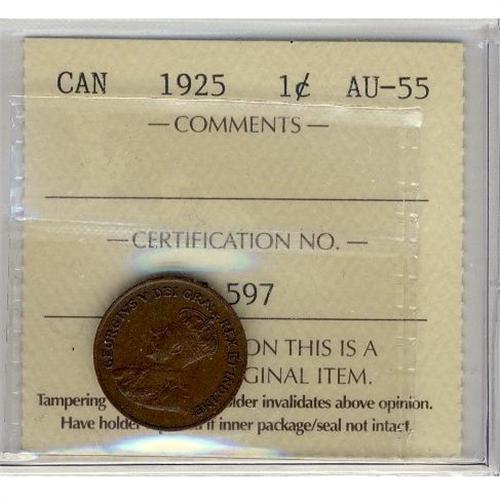 CAN 1925 1¢ AU-55
— COMMENTS —
— CERTIFICATION NO. —
597
ON THIS IS A
GINAL ITEM.
Tampering lder invalidates above opinion.
Have holder if inner package/seal not intact.
GEORGIVS V DEI GRA: REX ET IND:IMP: